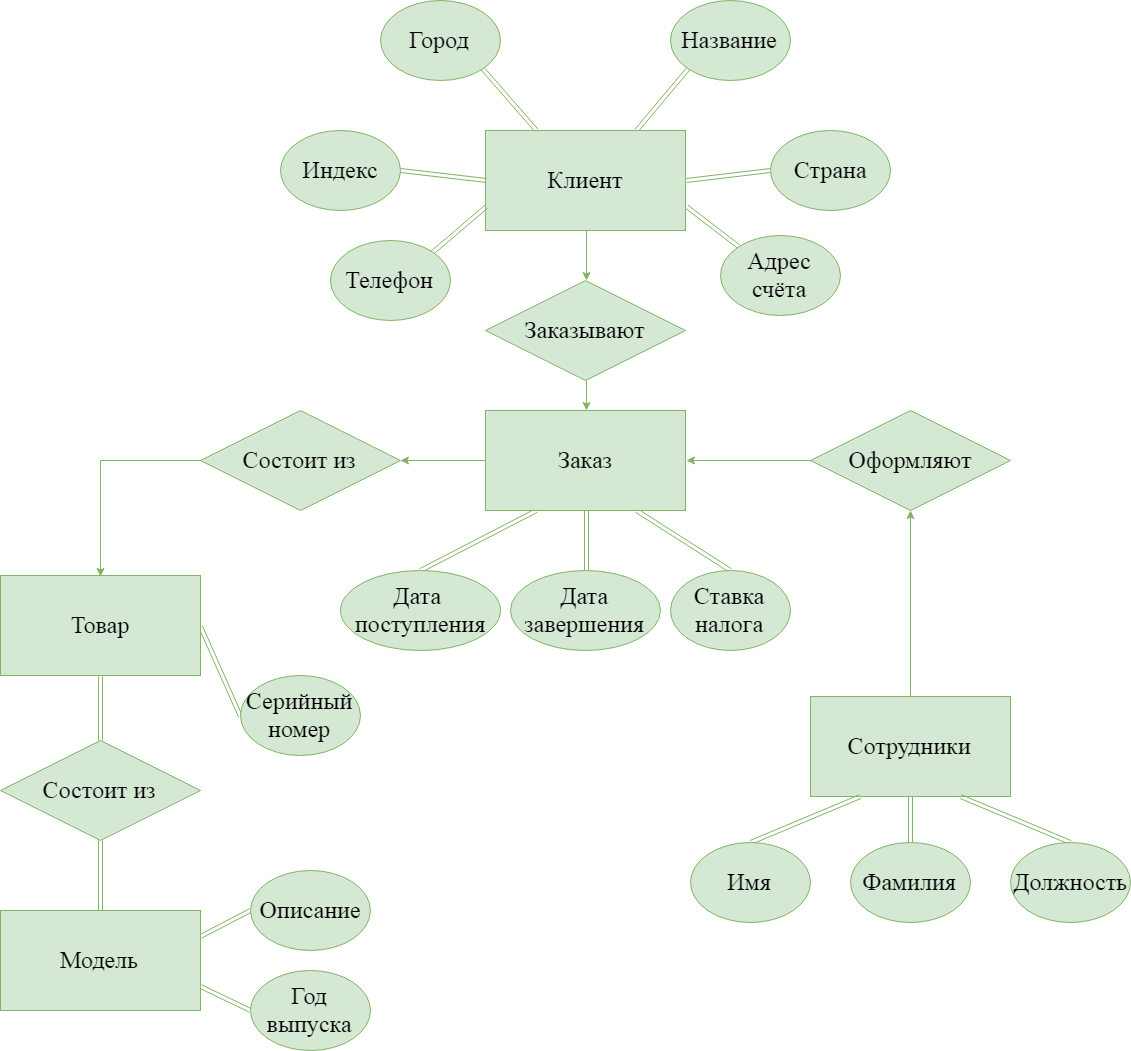 Город
Название
Индекс
Клиент
Страна
Телефон
Адрес
счёта
Заказывают
Состоит из
Заказ
Оформляют
Дата
поступления
Дата
завершения
Ставка
налога
Товар
Серийный
номер
Сотрудники
Состоит из
Имя
Фамилия
Должность
Описание
Модель
Год
выпуска